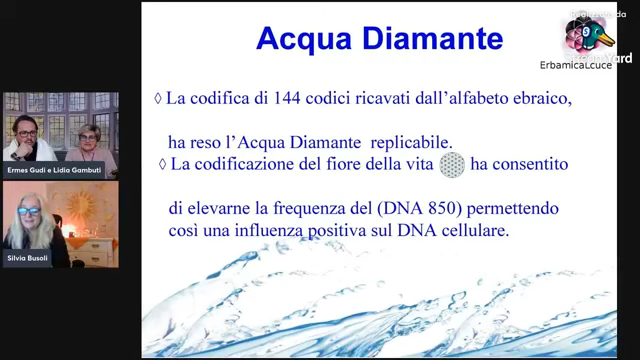 Acqua Diamante
ErbamicaLuce
◊ La codifica di 144 codici ricavati dall'alfabeto ebraico,
ha reso l'Acqua Diamante replicabile.
◊ La codificazione del fiore della vita ha consentito
di elevarne la frequenza del (DNA 850) permettendo
così una influenza positiva sul DNA cellulare.
Ermes Gudi e Lidia Gambuti
Silvia Busoli